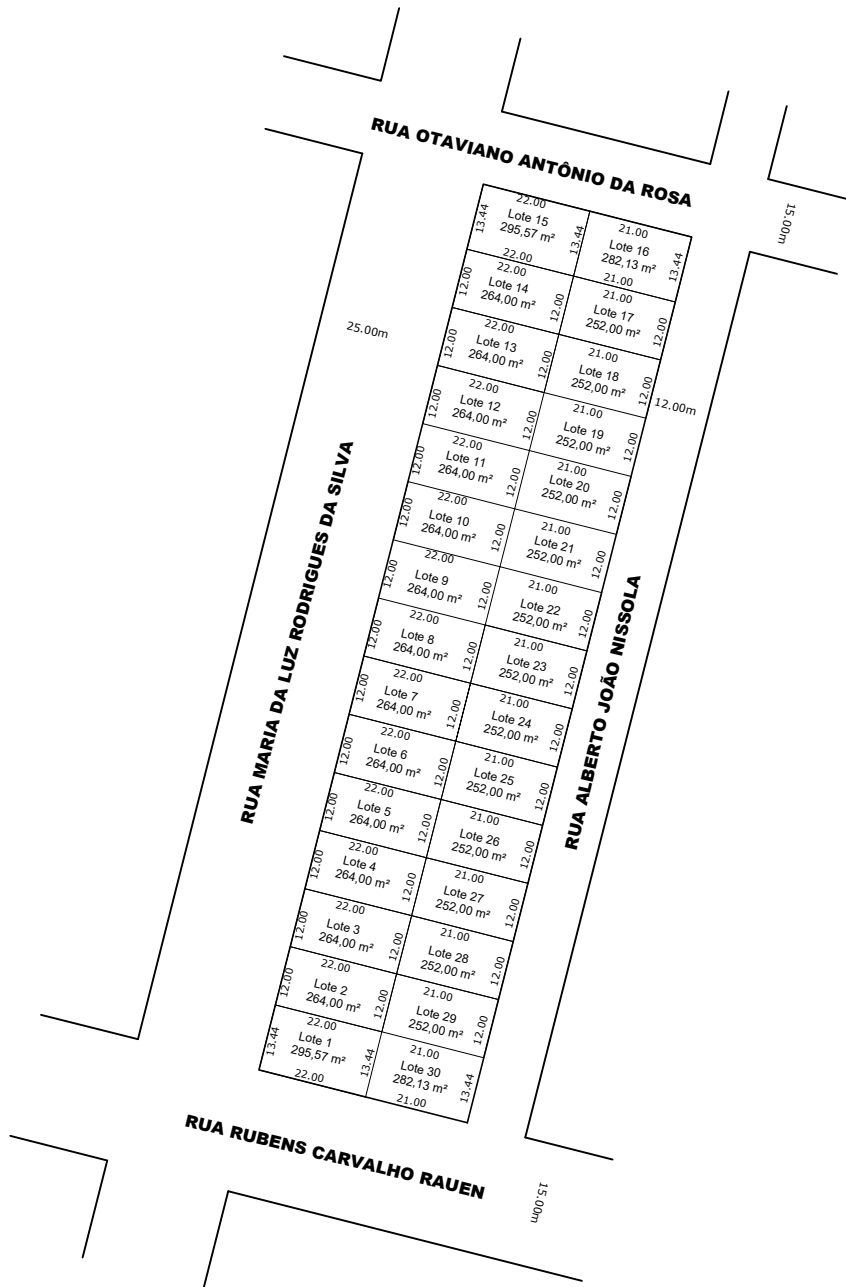 RUA OTAVIANO ANTÔNIO DA ROSA
15.00m
22.00
13.44
Lote 15
295,57 m²
13.44
22.00
21.00
Lote 16
282,13 m²
13.44
21.00
22.00
12.00
Lote 14
264,00 m²
12.00
21.00
Lote 17
252,00 m²
12.00
25.00m
22.00
12.00
Lote 13
264,00 m²
12.00
21.00
Lote 18
252,00 m²
12.00
12.00m
22.00
12.00
Lote 12
264,00 m²
12.00
21.00
Lote 19
252,00 m²
12.00
22.00
12.00
Lote 11
264,00 m²
12.00
21.00
Lote 20
252,00 m²
12.00
RUA MARIA DA LUZ RODRIGUES DA SILVA
22.00
12.00
Lote 10
264,00 m²
12.00
21.00
Lote 21
252,00 m²
12.00
22.00
12.00
Lote 9
264,00 m²
12.00
21.00
Lote 22
252,00 m²
12.00
RUA ALBERTO JOÃO NISSOLA
22.00
12.00
Lote 8
264,00 m²
12.00
21.00
Lote 23
252,00 m²
12.00
22.00
12.00
Lote 7
264,00 m²
12.00
21.00
Lote 24
252,00 m²
12.00
22.00
12.00
Lote 6
264,00 m²
12.00
21.00
Lote 25
252,00 m²
12.00
22.00
12.00
Lote 5
264,00 m²
12.00
21.00
Lote 26
252,00 m²
12.00
22.00
12.00
Lote 4
264,00 m²
12.00
21.00
Lote 27
252,00 m²
12.00
22.00
12.00
Lote 3
264,00 m²
12.00
21.00
Lote 28
252,00 m²
12.00
22.00
12.00
Lote 2
264,00 m²
12.00
21.00
Lote 29
252,00 m²
12.00
22.00
13.44
Lote 1
295,57 m²
13.44
22.00
21.00
Lote 30
282,13 m²
13.44
21.00
RUA RUBENS CARVALHO RAUEN
15.00m